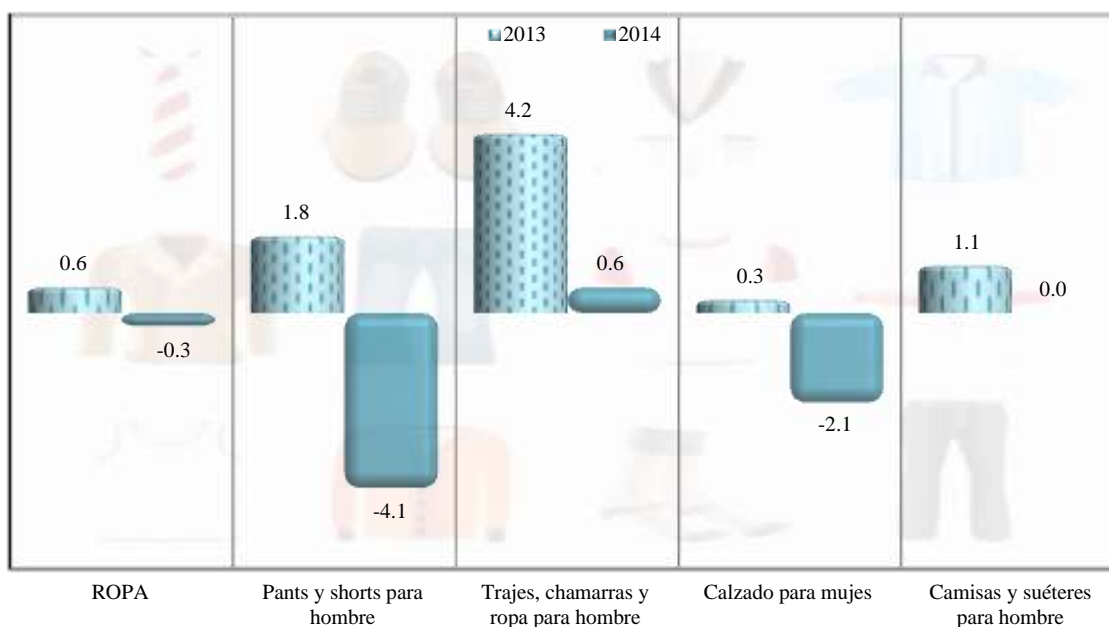 2013 2014
4.2
1.8
0.6
0.6
1.1
0.3
0.0
-0.3
-2.1
-4.1
ROPA
Pants y shorts para
hombre
Trajes, chamarras y
ropa para hombre
Calzado para mujes
Camisas y suéteres
para hombre